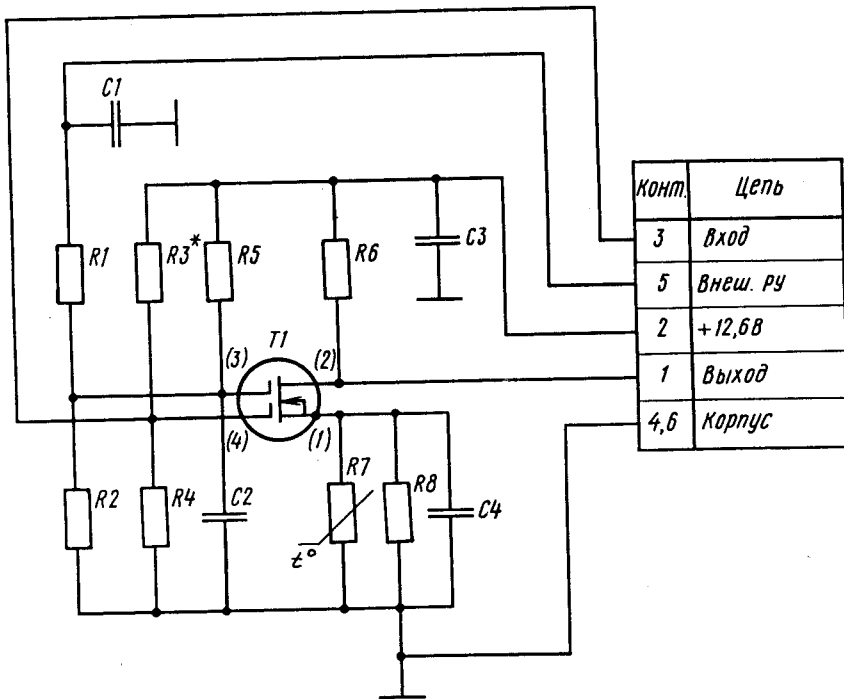 C1
Конт. Цепь
3 Вход
5 Внеш. РУ
2 +12,6В
1 Выход
4,6 Корпус
R1 R3* R5 R6 C3
T1
(3) (2)
(4) (1)
R2 R4 C2 R7 R8 C4
t°